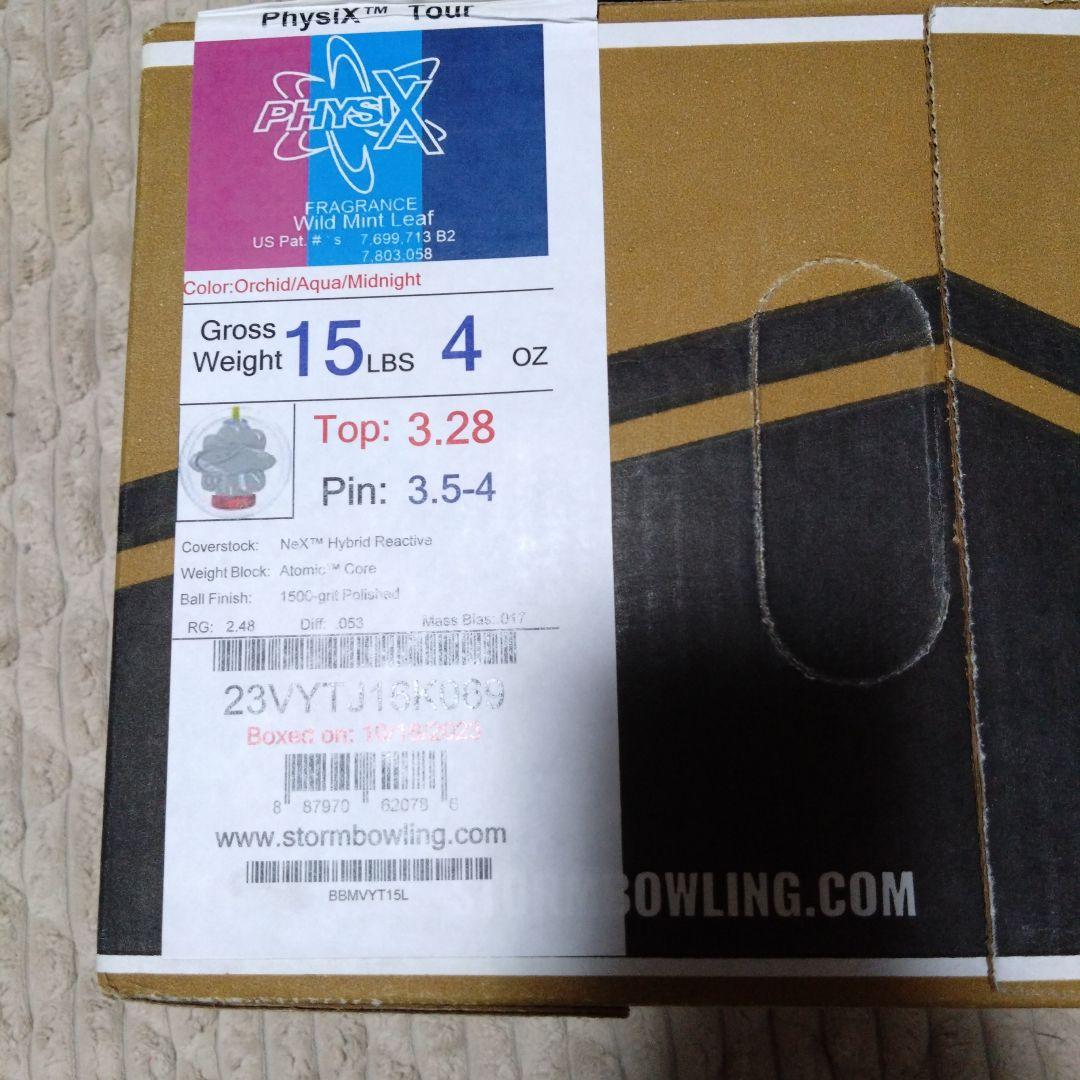 PhysiX™ Tour
PHYSIX
FRAGRANCE
Wild Mint Leaf
US Pat. #`s 7,699,713 B2
7,803,058
Color:Orchid/Aqua/Midnight
Gross Weight 15 LBS 4 OZ
Top: 3.28
Pin: 3.5-4
Coverstock: NeX™ Hybrid Reactive
Weight Block: Atomic™ Core
Ball Finish: 1500-grit Polished
RG: 2.48 Diff: .053 Mass Bias: .017
Boxed on:
8 87970 62078 6
www.stormbowling.com
BBMVYT15L
BOWLING.COM